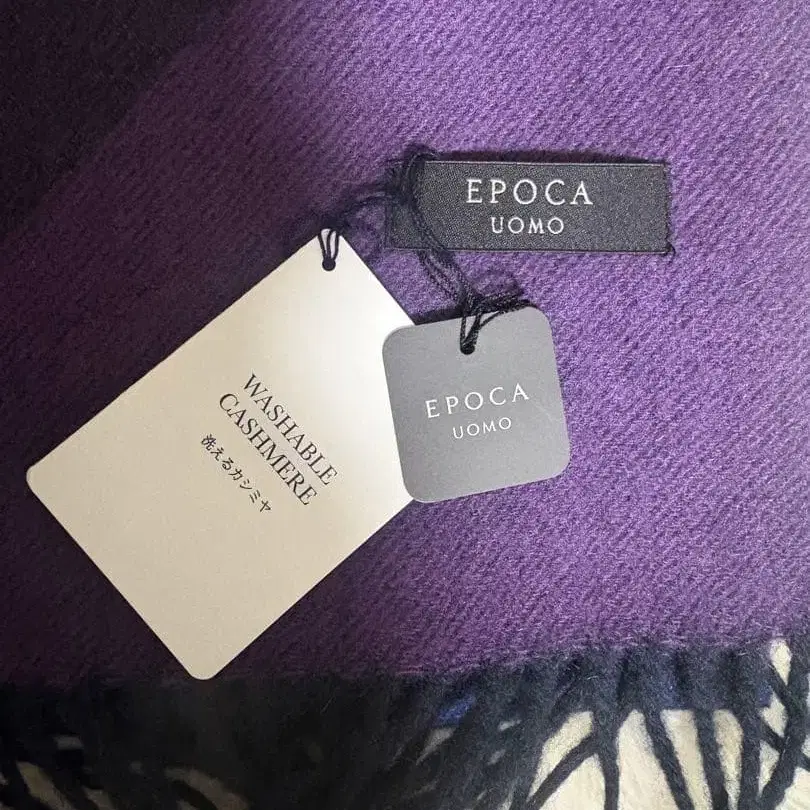 EPOCA
UOMO
WASHABLE
CASHMERE
洗えるカシミヤ
EPOCA
UOMO